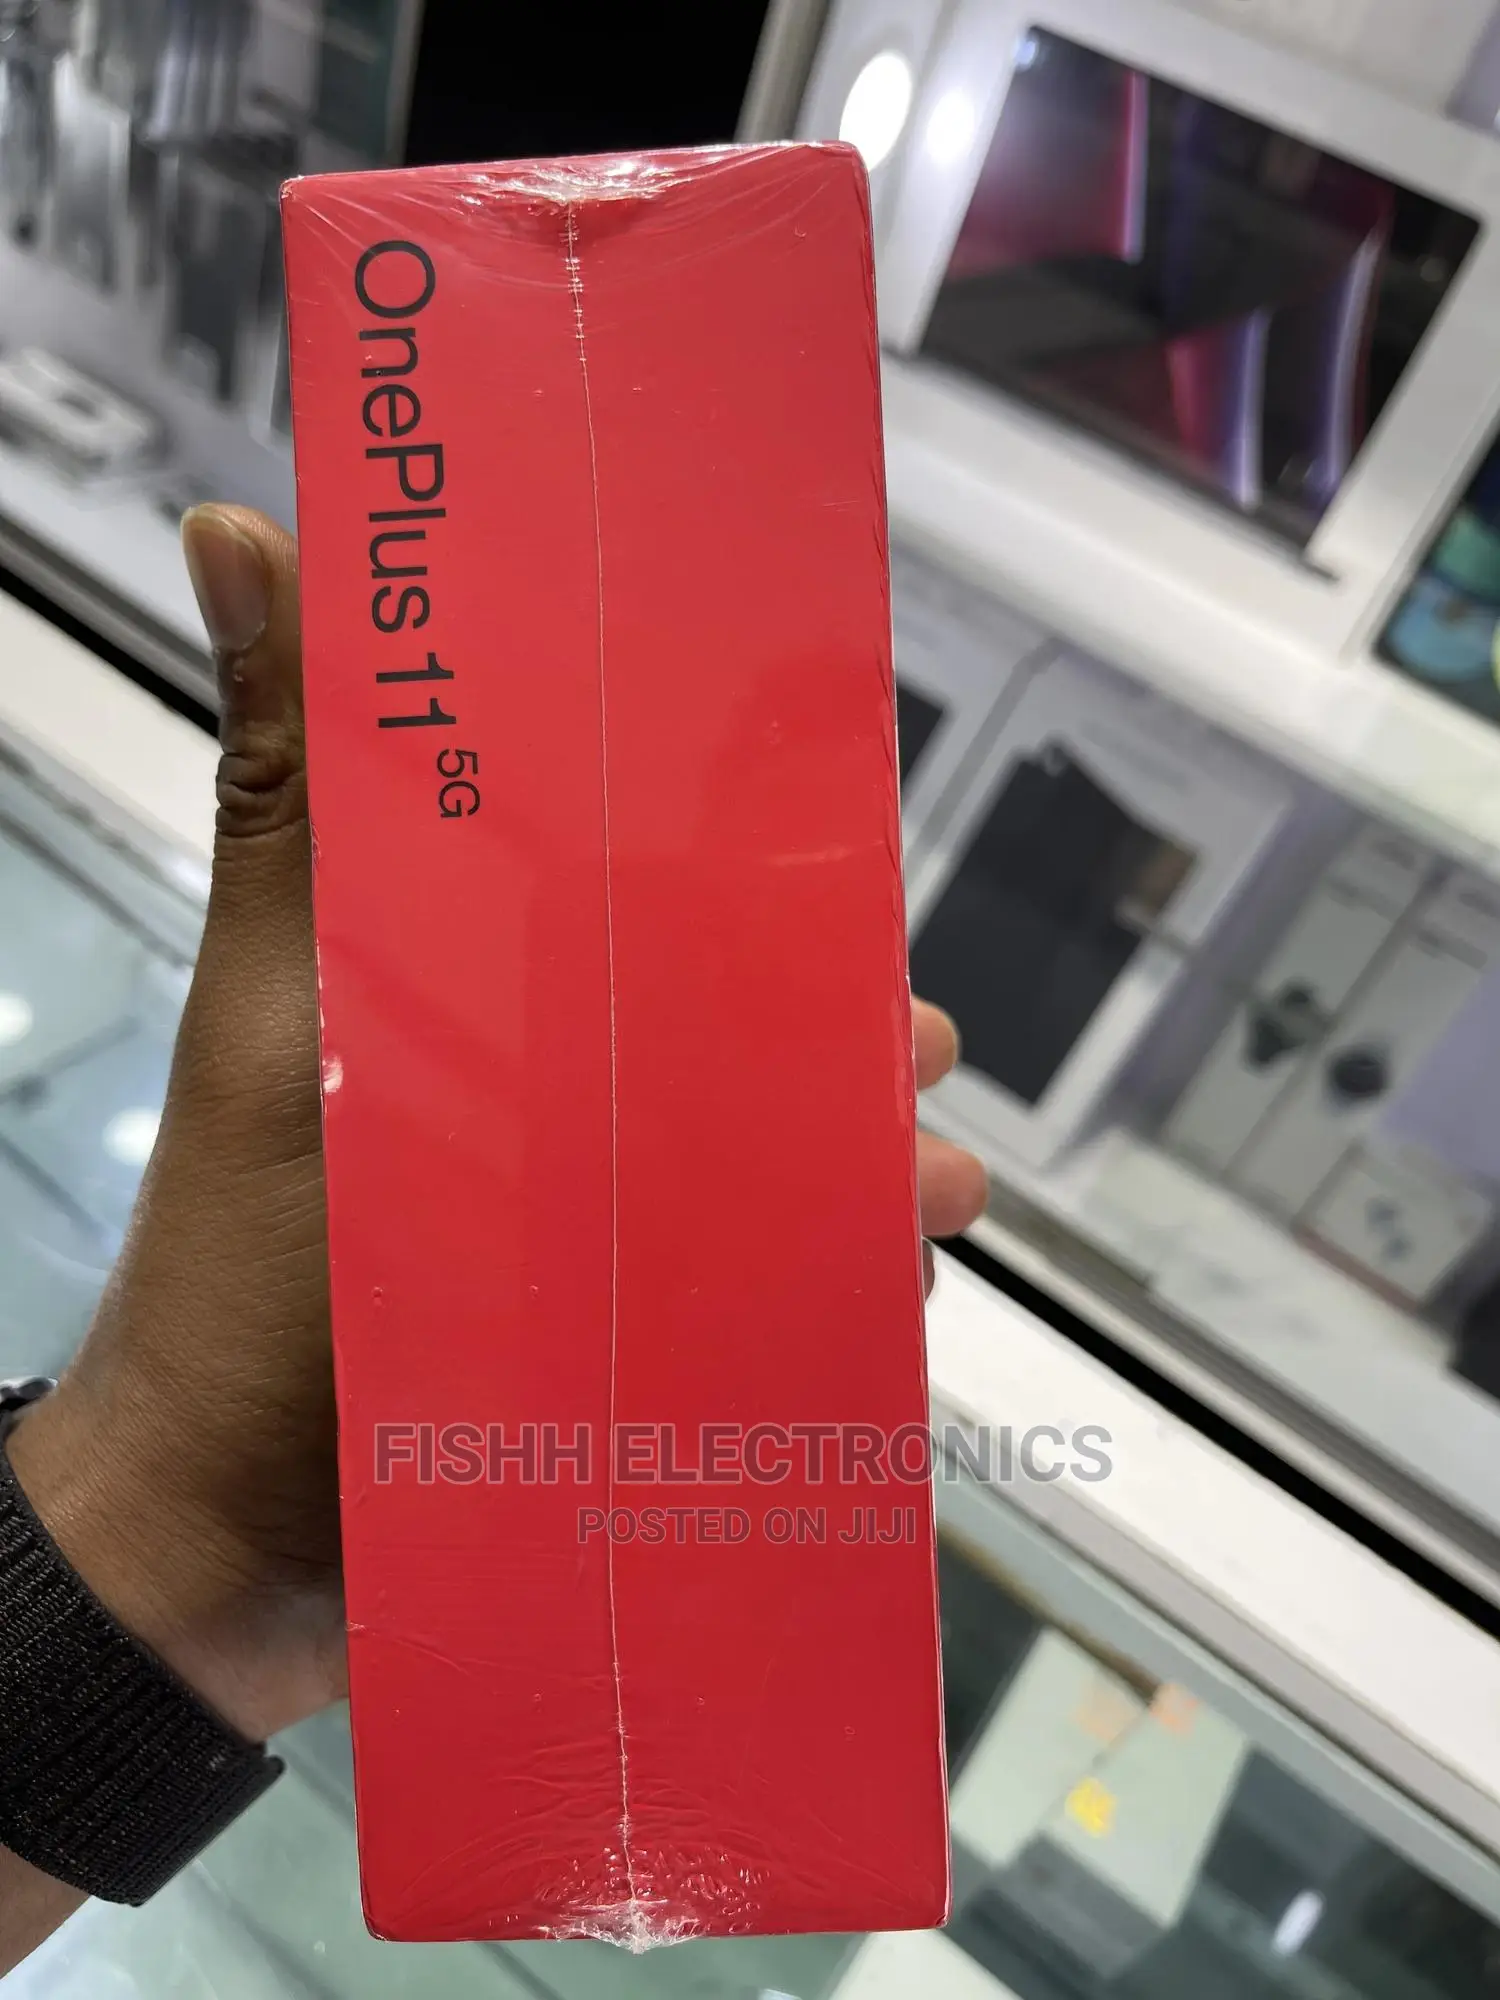 OnePlus 11 5G
FISHH ELECTRONICS
POSTED ON JIJI